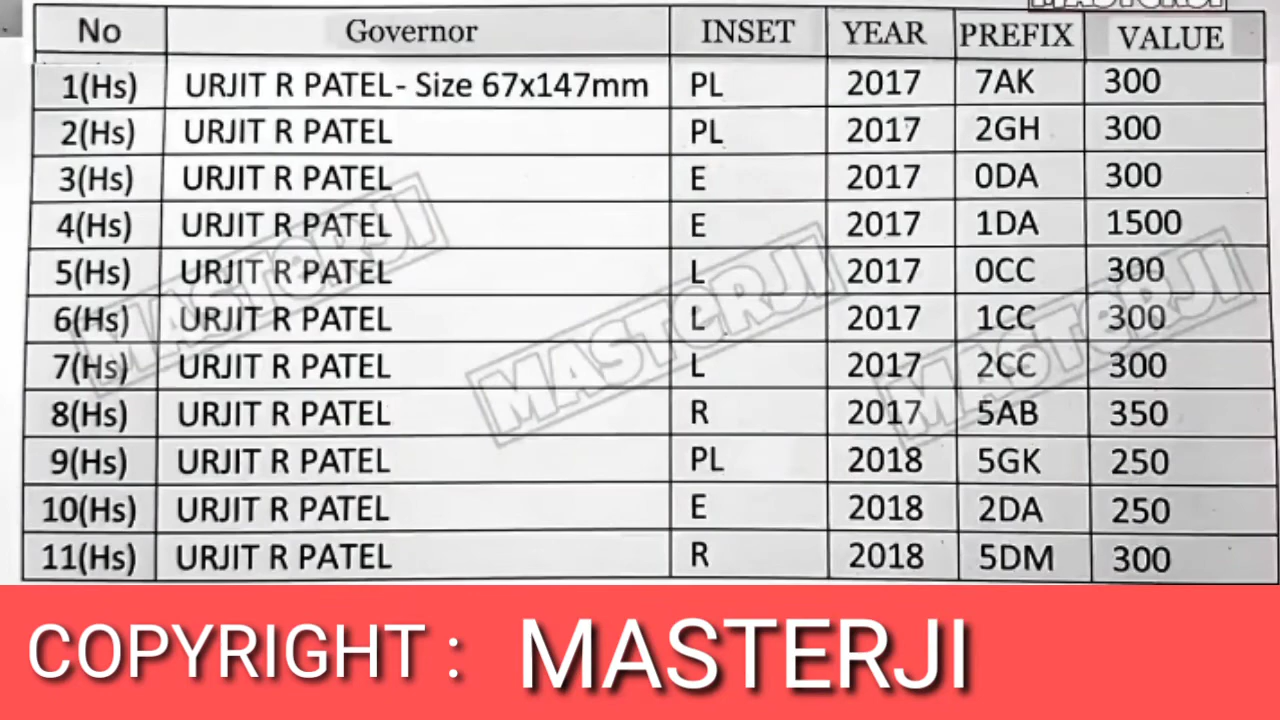 MASTERJI
No Governor INSET YEAR PREFIX VALUE
1(Hs) URJIT R PATEL- Size 67x147mm PL 2017 7AK 300
2(Hs) URJIT R PATEL PL 2017 2GH 300
3(Hs) URJIT R PATEL E 2017 0DA 300
4(Hs) URJIT R PATEL E 2017 1DA 1500
5(Hs) URJIT R PATEL L 2017 0CC 300
6(Hs) URJIT R PATEL L 2017 1CC 300
7(Hs) URJIT R PATEL L 2017 2CC 300
8(Hs) URJIT R PATEL R 2017 5AB 350
9(Hs) URJIT R PATEL PL 2018 5GK 250
10(Hs) URJIT R PATEL E 2018 2DA 250
11(Hs) URJIT R PATEL R 2018 5DM 300
MASTERJI
MASTERJI
MASTERJI
COPYRIGHT : MASTERJI